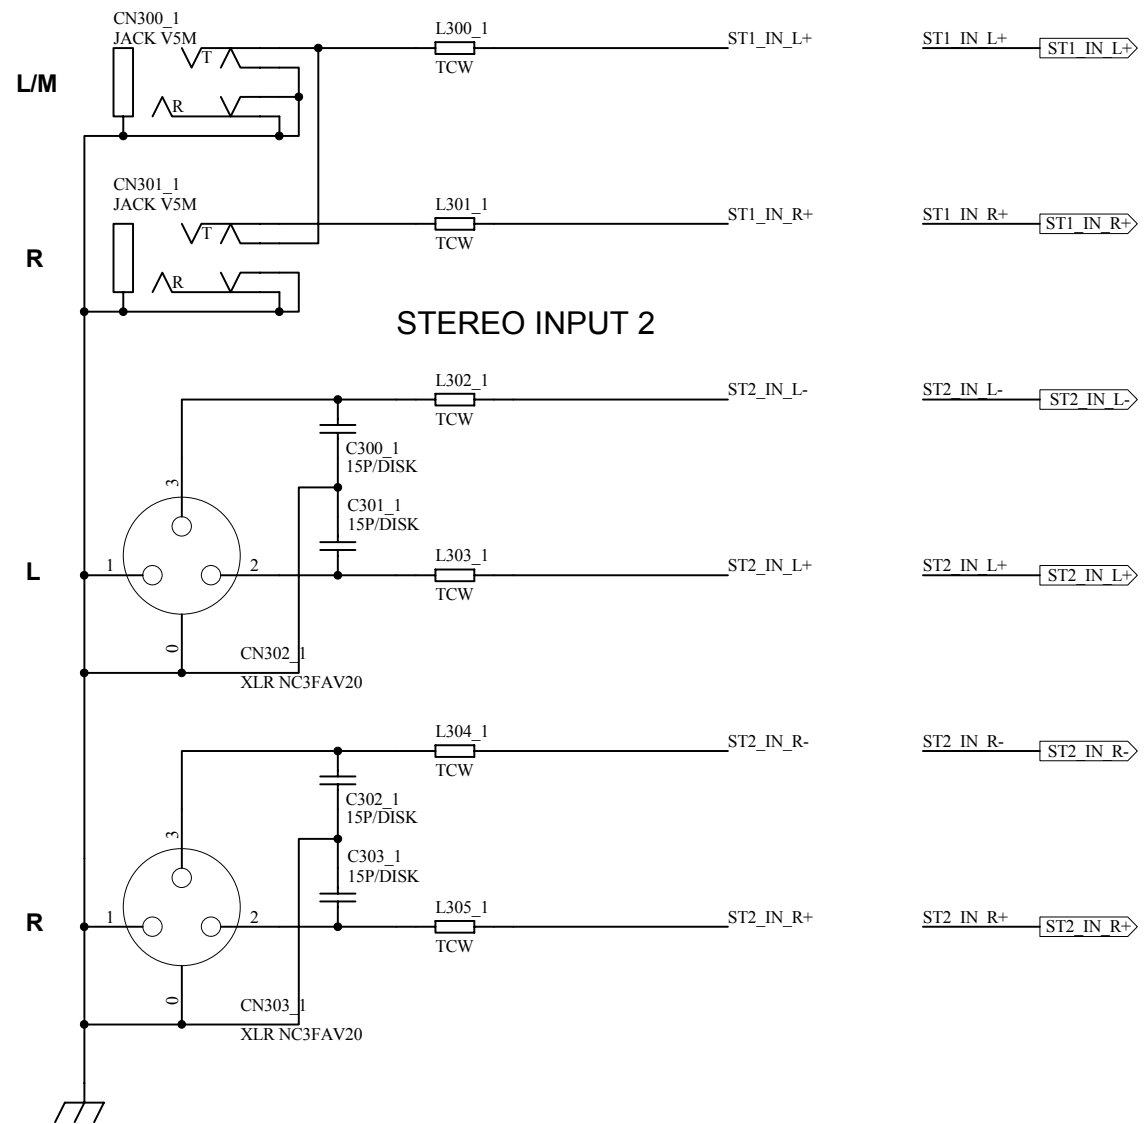 CN300_1
JACK V5M
L/M
T
R
L300_1
TCW
ST1_IN_L+
ST1_IN_L+
ST1_IN_L+
CN301_1
JACK V5M
R
T
R
L301_1
TCW
ST1_IN_R+
ST1_IN_R+
ST1_IN_R+
STEREO INPUT 2
L302_1
TCW
ST2_IN_L-
ST2_IN_L-
ST2_IN_L-
C300_1
15P/DISK
C301_1
15P/DISK
3
L
1
2
0
L303_1
TCW
ST2_IN_L+
ST2_IN_L+
ST2_IN_L+
CN302_1
XLR NC3FAV20
L304_1
TCW
ST2_IN_R-
ST2_IN_R-
ST2_IN_R-
C302_1
15P/DISK
C303_1
15P/DISK
3
R
1
2
0
L305_1
TCW
ST2_IN_R+
ST2_IN_R+
ST2_IN_R+
CN303_1
XLR NC3FAV20